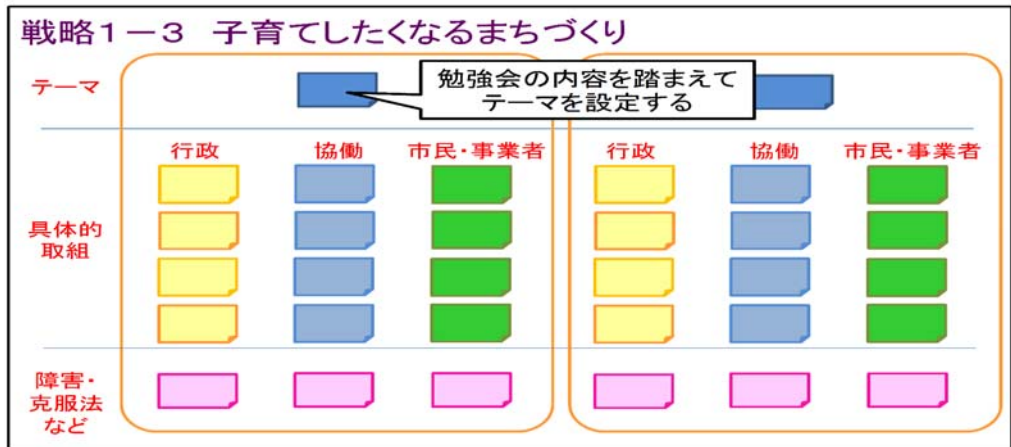 戦略1－3 子育てしたくなるまちづくり
テーマ
勉強会の内容を踏まえて
テーマを設定する
行政 協働 市民・事業者 行政 協働 市民・事業者
具体的
取組
障害・
克服法
など